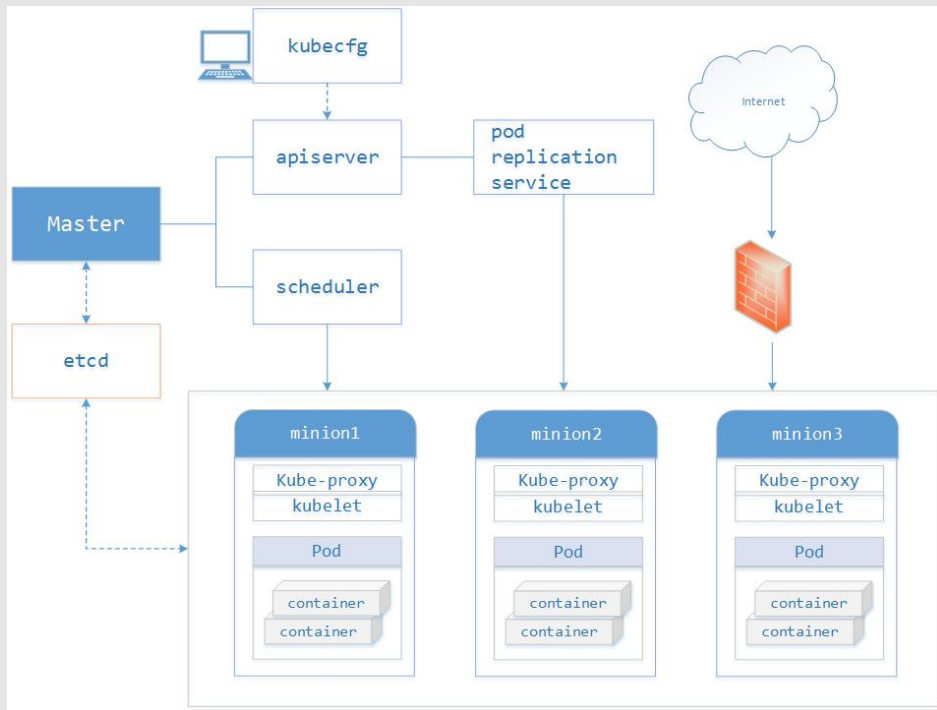 kubecfg
Internet
apiserver
pod
replication
service
Master
scheduler
etcd
minion1
minion2
minion3
Kube-proxy
Kube-proxy
Kube-proxy
kubelet
kubelet
kubelet
Pod
Pod
Pod
container
container
container
container
container
container